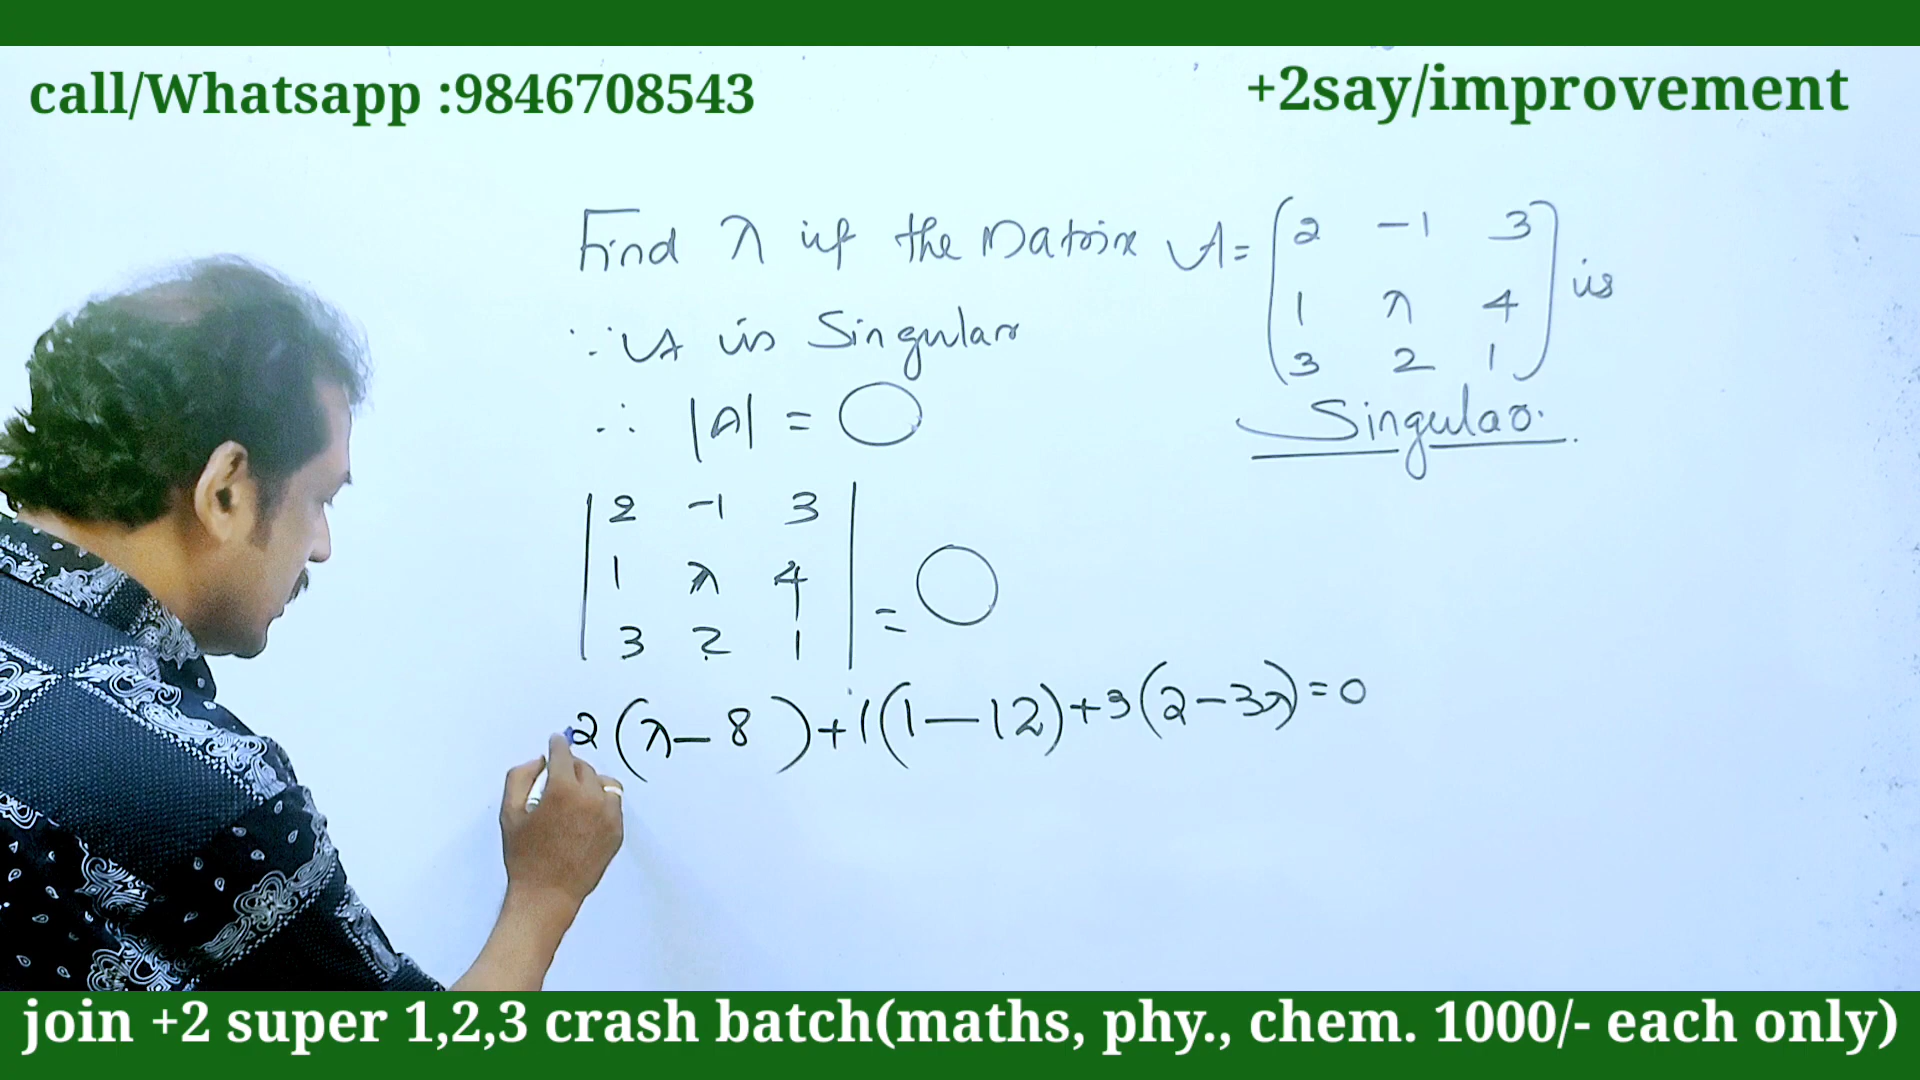 call/Whatsapp :9846708543
+2say/improvement
Find λ if the Matrix A = [2 -1 3
1 λ 4
3 2 1] is
Singular.
∵ A is Singular
∴ |A| = 0
|2 -1 3
1 λ 4
3 2 1| = 0
2(λ-8)+1(1-12)+3(2-3λ)=0
join +2 super 1,2,3 crash batch(maths, phy., chem. 1000/- each only)